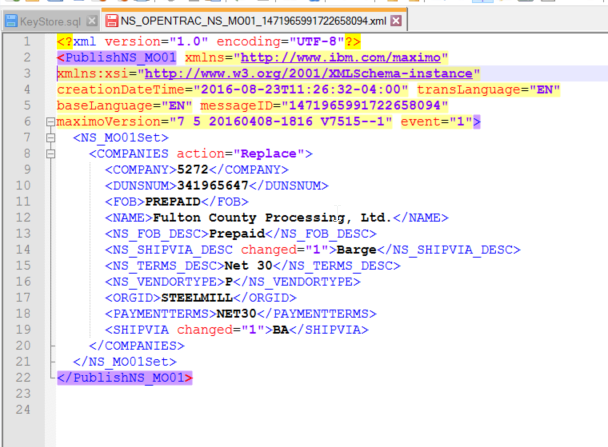 KeyStore.sql NS_OPENTRAC_NS_MO01_1471965991722658094.xml
1 <?xml version="1.0" encoding="UTF-8"?>
2 <PublishNS_MO01 xmlns="http://www.ibm.com/maximo"
3 xmlns:xsi="http://www.w3.org/2001/XMLSchema-instance"
4 creationDateTime="2016-08-23T11:26:32-04:00" transLanguage="EN"
5 baseLanguage="EN" messageID="1471965991722658094"
6 maximoVersion="7 5 20160408-1816 V7515--1" event="1">
7 <NS_MO01Set>
8 <COMPANIES action="Replace">
9 <COMPANY>5272</COMPANY>
10 <DUNSNUM>341965647</DUNSNUM>
11 <FOB>PREPAID</FOB>
12 <NAME>Fulton County Processing, Ltd.</NAME>
13 <NS_FOB_DESC>Prepaid</NS_FOB_DESC>
14 <NS_SHIPVIA_DESC changed="1">Barge</NS_SHIPVIA_DESC>
15 <NS_TERMS_DESC>Net 30</NS_TERMS_DESC>
16 <NS_VENDORTYPE>P</NS_VENDORTYPE>
17 <ORGID>STEELMILL</ORGID>
18 <PAYMENTTERMS>NET30</PAYMENTTERMS>
19 <SHIPVIA changed="1">BA</SHIPVIA>
20 </COMPANIES>
21 </NS_MO01Set>
22 </PublishNS_MO01>
23
24